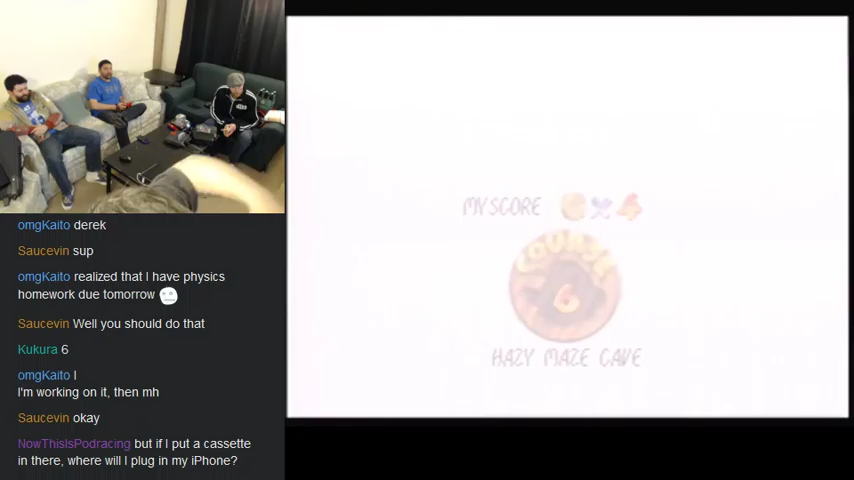 omgKaito derek
Saucevin sup
omgKaito realized that I have physics
homework due tomorrow
Saucevin Well you should do that
Kukura 6
omgKaito I
I'm working on it, then mh
Saucevin okay
NowThisIsPodracing but if I put a cassette
in there, where will I plug in my iPhone?
MY SCORE × 4
COURSE
6
HAZY MAZE CAVE